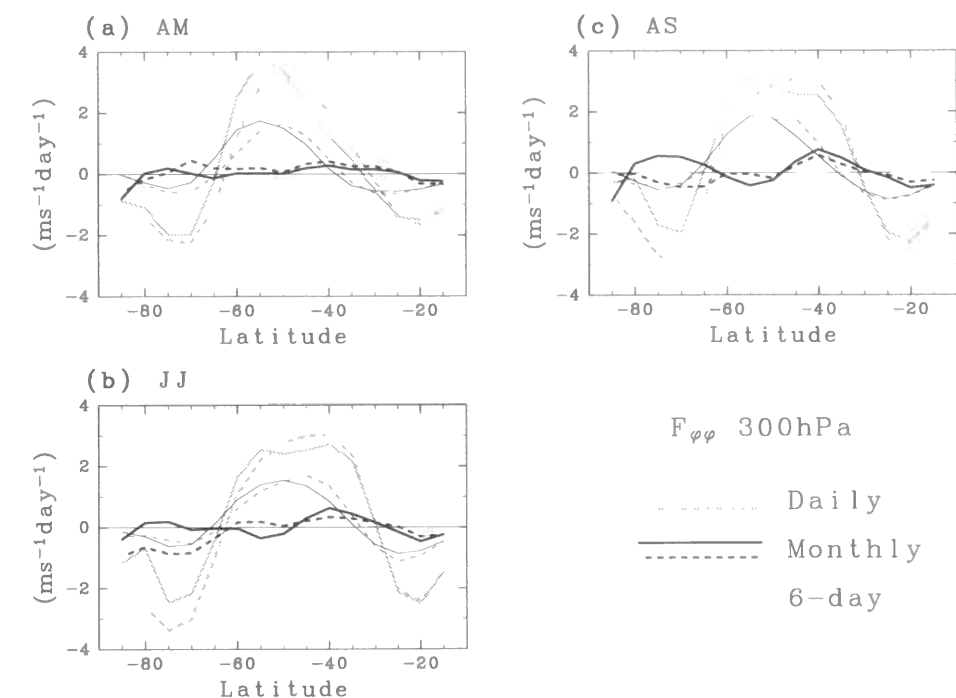 (a) AM
4
2
0
-2
-4
(ms⁻¹day⁻¹)
-80 -60 -40 -20
Latitude
(c) AS
4
2
0
-2
-4
(ms⁻¹day⁻¹)
-80 -60 -40 -20
Latitude
(b) JJ
4
2
0
-2
-4
(ms⁻¹day⁻¹)
-80 -60 -40 -20
Latitude
Fφφ 300hPa
Daily
Monthly
6-day